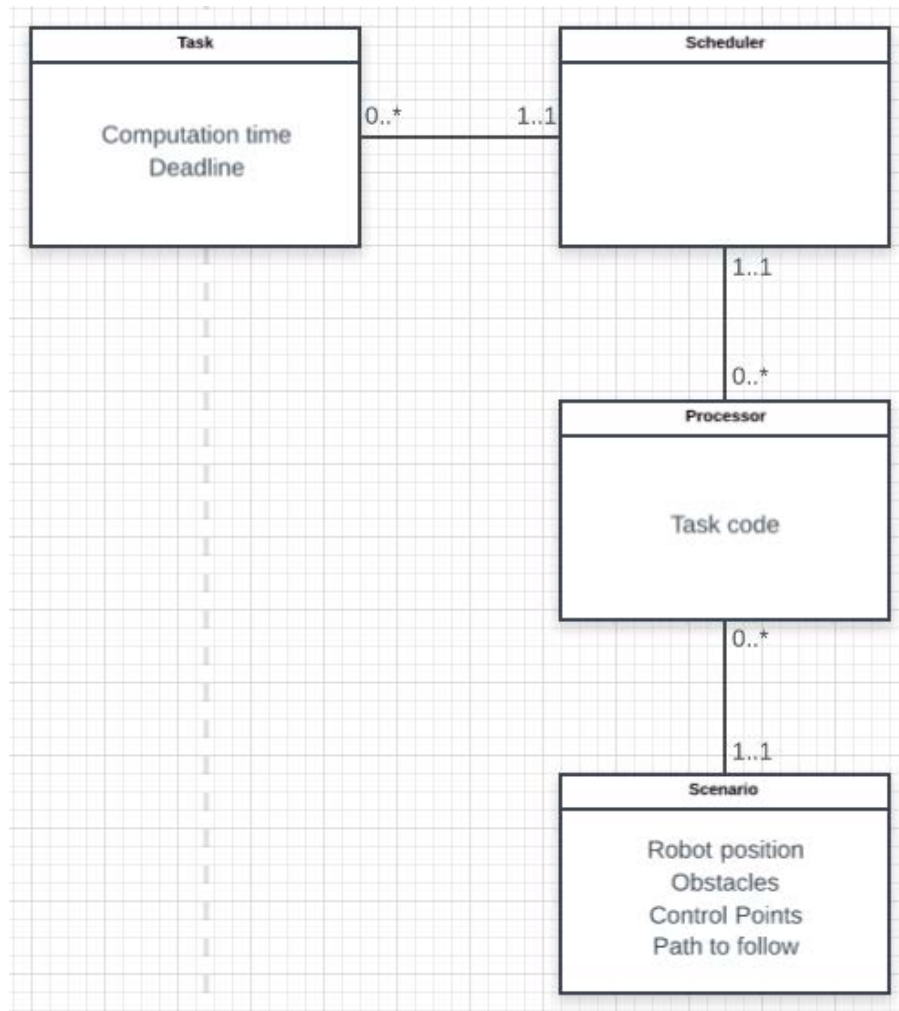 Task
Computation time
Deadline
0..*
1..1
Scheduler
1..1
0..*
Processor
Task code
0..*
1..1
Scenario
Robot position
Obstacles
Control Points
Path to follow